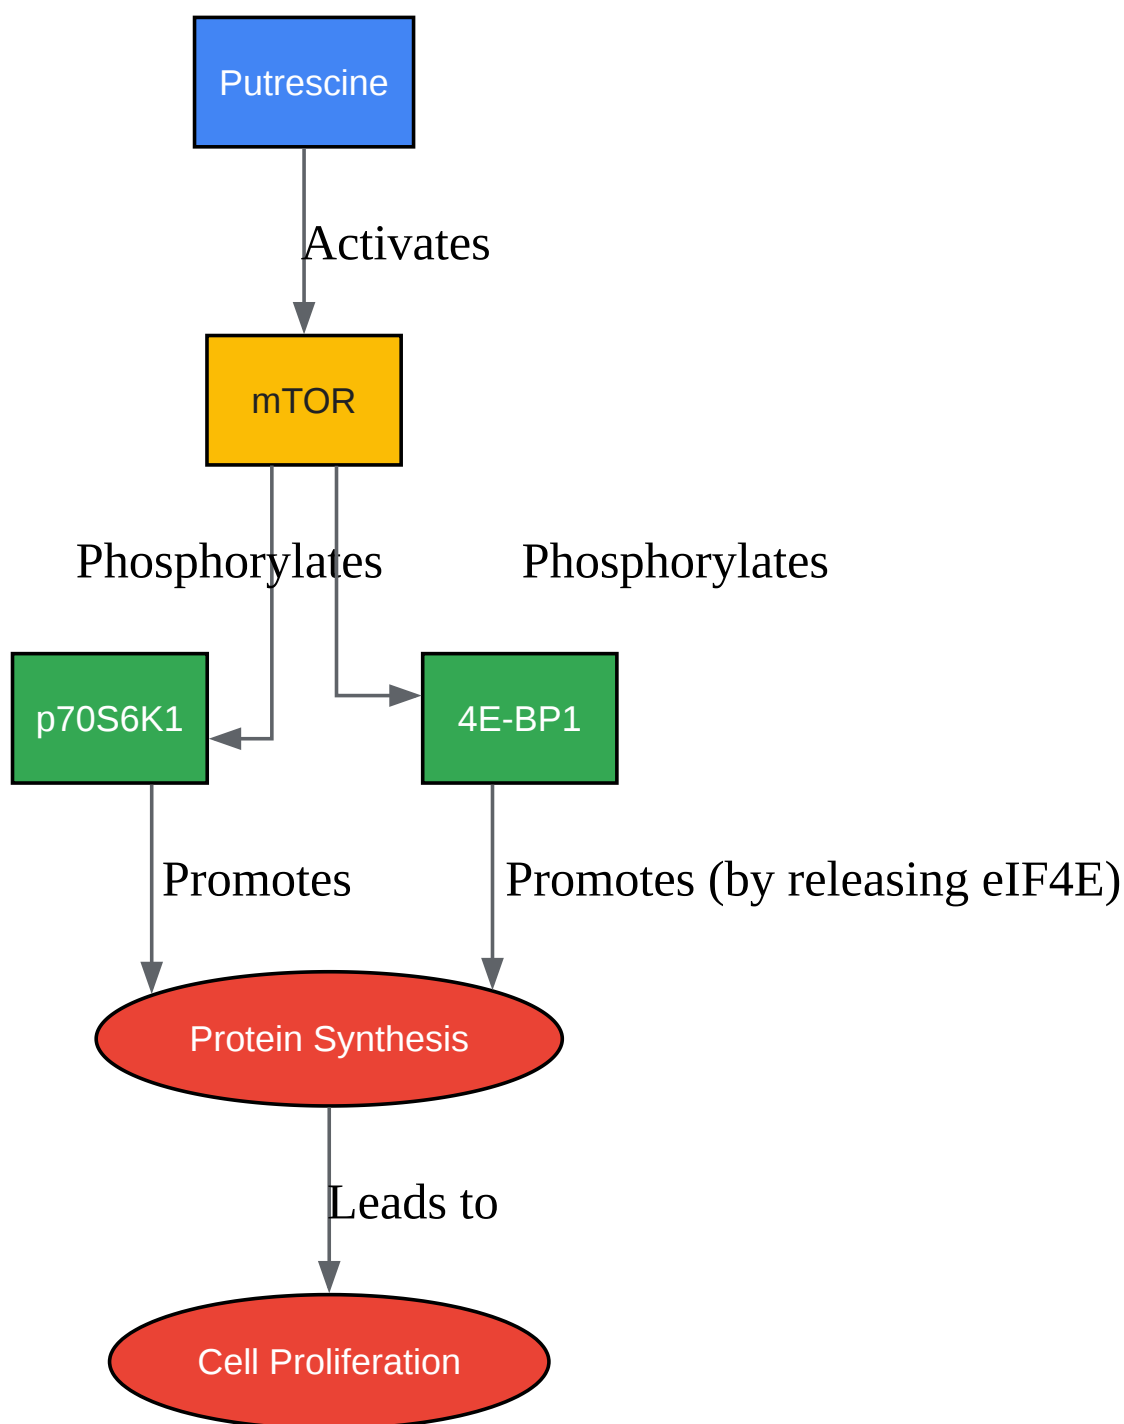 Putrescine
Activates
mTOR
Phosphorylates
Phosphorylates
p70S6K1
4E-BP1
Promotes
Promotes (by releasing eIF4E)
Protein Synthesis
Leads to
Cell Proliferation